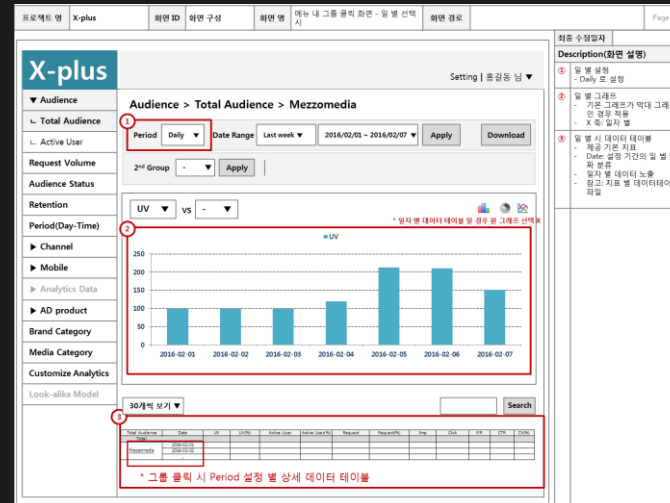 프로젝트 명 X-plus 화면 ID 화면 구성 화면 명 메뉴 내 그룹 클릭 화면 - 일 별 선택 시 화면 경로 Page
최종 수정일자
Description(화면 설명)
① 일 별 설정
- Daily 로 설정
② 일 별 그래프
- 기본 그래프가 막대 그래
인 경우 적용
- X 축: 일자 별
③ 일 별 시 데이터 테이블
- 제공 기본 지표
- Date: 설정 기간의 일 별
짜 분류
- 일자 별 데이터 노출
- 참고: 지표 별 데이터테이
파일
X-plus
Setting | 홍길동 님 ▼
▼ Audience
ㄴ Total Audience
ㄴ Active User
Request Volume
Audience Status
Retention
Period(Day-Time)
▶ Channel
▶ Mobile
▶ Analytics Data
▶ AD product
Brand Category
Media Category
Customize Analytics
Look-alike Model
Audience > Total Audience > Mezzomedia
1
Period Daily ▼ Date Range Last week ▼ 2016/02/01 ~ 2016/02/07 ▼ Apply Download
2nd Group - ▼ Apply
UV ▼ vs - ▼
* 일자 별 데이터 테이블 일 경우 원 그래프 선택 X
2
UV
250
200
150
100
50
0
2016-02-01 2016-02-02 2016-02-03 2016-02-04 2016-02-05 2016-02-06 2016-02-07
30개씩 보기 ▼ Search
3
Total Audience Date UV UV(%) Active User Active User(%) Request Request(%) Imp Click F/R CTR CV(%)
Total
Mezzomedia 2016-02-01
2016-02-02
* 그룹 클릭 시 Period 설정 별 상세 데이터 테이블